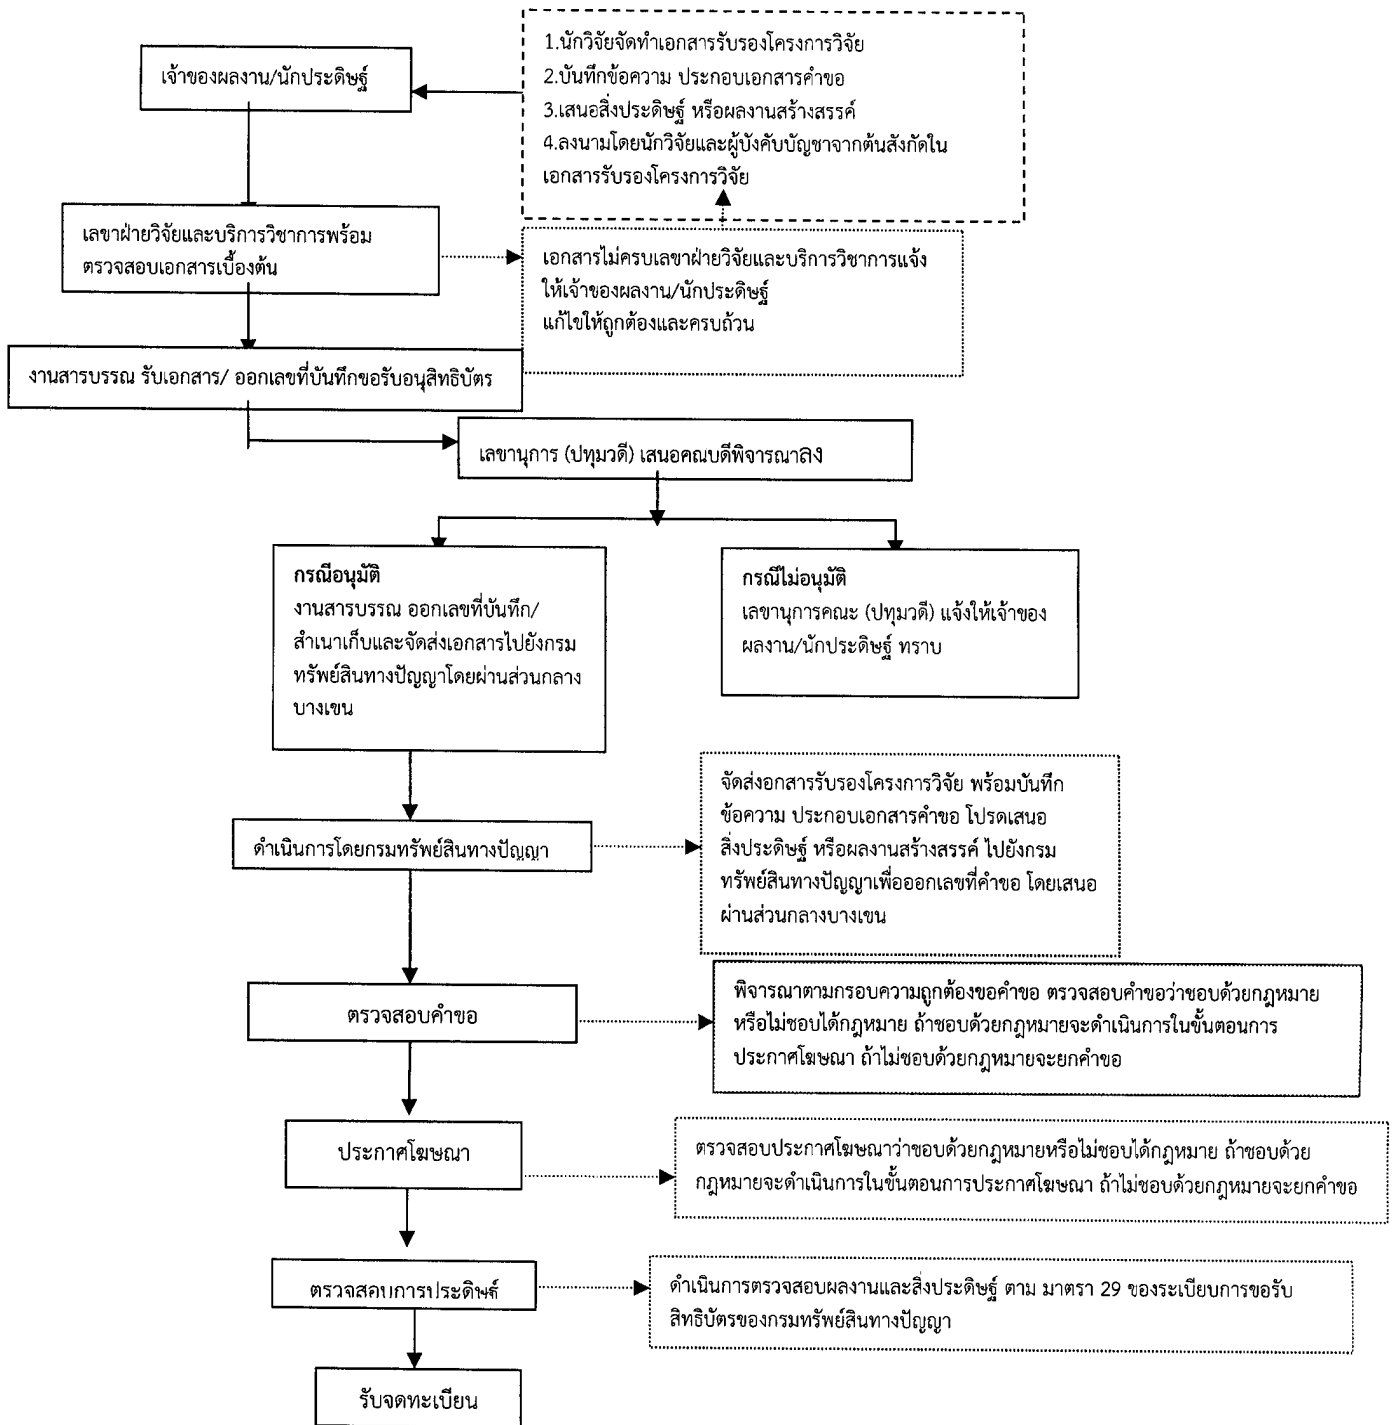 1.นักวิจัยจัดทำเอกสารรับรองโครงการวิจัย
2.บันทึกข้อความ ประกอบเอกสารคำขอ
3.เสนอสิ่งประดิษฐ์ หรือผลงานสร้างสรรค์
4.ลงนามโดยนักวิจัยและผู้บังคับบัญชาจากต้นสังกัดใน
เอกสารรับรองโครงการวิจัย
เจ้าของผลงาน/นักประดิษฐ์
เลขาฝ่ายวิจัยและบริการวิชาการพร้อม
ตรวจสอบเอกสารเบื้องต้น
เอกสารไม่ครบเลขาฝ่ายวิจัยและบริการวิชาการแจ้ง
ให้เจ้าของผลงาน/นักประดิษฐ์
แก้ไขให้ถูกต้องและครบถ้วน
งานสารบรรณ รับเอกสาร/ ออกเลขที่บันทึกขอรับอนุสิทธิบัตร
เลขานุการ (ปทุมวดี) เสนอคณบดีพิจารณาลง
กรณีอนุมัติ
งานสารบรรณ ออกเลขที่บันทึก/
สำเนาเก็บและจัดส่งเอกสารไปยังกรม
ทรัพย์สินทางปัญญาโดยผ่านส่วนกลาง
บางเขน
กรณีไม่อนุมัติ
เลขานุการคณะ (ปทุมวดี) แจ้งให้เจ้าของ
ผลงาน/นักประดิษฐ์ ทราบ
ดำเนินการโดยกรมทรัพย์สินทางปัญญา
จัดส่งอกสารรับรองโครงการวิจัย พร้อมบันทึก
ข้อความ ประกอบเอกสารคำขอ โปรดเสนอ
สิ่งประดิษฐ์ หรือผลงานสร้างสรรค์ ไปยังกรม
ทรัพย์สินทางปัญญาเพื่อออกเลขที่คำขอ โดยเสนอ
ผ่านส่วนกลางบางเขน
ตรวจสอบคำขอ
พิจารณาตามกรอบความถูกต้องขอคำขอ ตรวจสอบคำขอว่าชอบด้วยกฎหมาย
หรือไม่ชอบได้กฎหมาย ถ้าชอบด้วยกฎหมายจะดำเนินการในขั้นตอนการ
ประกาศโฆษณา ถ้าไม่ชอบด้วยกฎหมายจะยกคำขอ
ประกาศโฆษณา
ตรวจสอบประกาศโฆษณาว่าชอบด้วยกฎหมายหรือไม่ชอบได้กฎหมาย ถ้าชอบด้วย
กฎหมายจะดำเนินการในขั้นตอนการประกาศโฆษณา ถ้าไม่ชอบด้วยกฎหมายจะยกคำขอ
ตรวจสอบการประดิษฐ์
ดำเนินการตรวจสอบผลงานและสิ่งประดิษฐ์ ตาม มาตรา 29 ของระเบียบการขอรับ
สิทธิบัตรของกรมทรัพย์สินทางปัญญา
รับจดทะเบียน